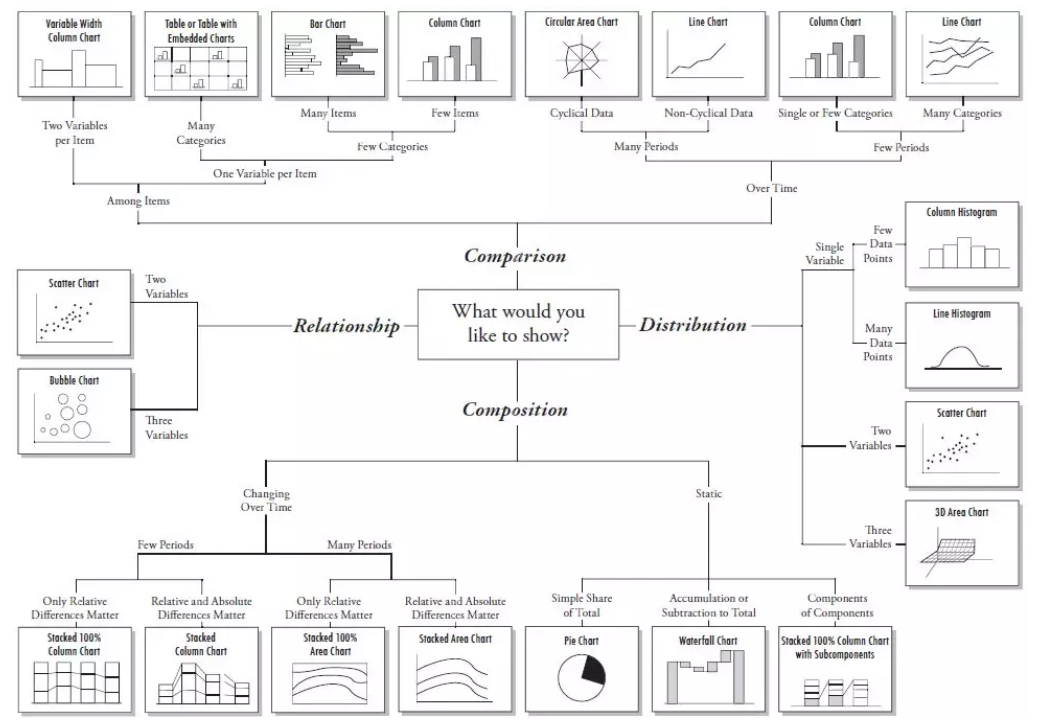 Variable Width
Column Chart
Table or Table with
Embedded Charts
Bar Chart
Column Chart
Circular Area Chart
Line Chart
Column Chart
Line Chart
Two Variables
per Item
Many
Categories
Many Items
Few Items
Cyclical Data
Non-Cyclical Data
Single or Few Categories
Many Categories
Few Categories
Many Periods
Few Periods
One Variable per Item
Among Items
Over Time
Comparison
What would you
like to show?
Relationship
Two
Variables
Scatter Chart
Three
Variables
Bubble Chart
Distribution
Single
Variable
Few
Data
Points
Column Histogram
Many
Data
Points
Line Histogram
Two
Variables
Scatter Chart
Three
Variables
3D Area Chart
Composition
Changing
Over Time
Static
Few Periods
Many Periods
Only Relative
Differences Matter
Relative and Absolute
Differences Matter
Only Relative
Differences Matter
Relative and Absolute
Differences Matter
Simple Share
of Total
Accumulation or
Subtraction to Total
Components
of Components
Stacked 100%
Column Chart
Stacked
Column Chart
Stacked 100%
Area Chart
Stacked Area Chart
Pie Chart
Waterfall Chart
Stacked 100% Column Chart
with Subcomponents